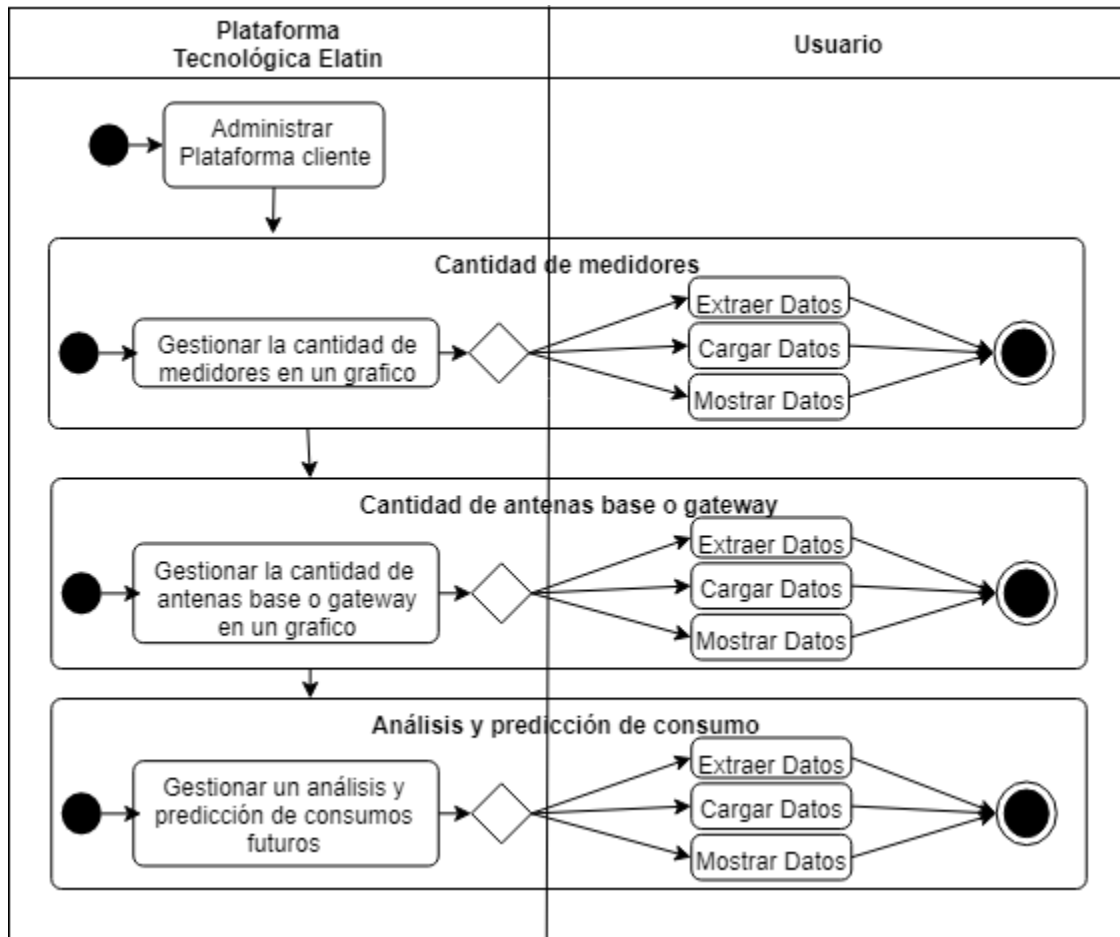 Plataforma
Tecnológica Elatin
Usuario
Administrar
Plataforma cliente
Cantidad de medidores
Gestionar la cantidad de
medidores en un grafico
Extraer Datos
Cargar Datos
Mostrar Datos
Cantidad de antenas base o gateway
Gestionar la cantidad de
antenas base o gateway
en un grafico
Extraer Datos
Cargar Datos
Mostrar Datos
Análisis y predicción de consumo
Gestionar un análisis y
predicción de consumos
futuros
Extraer Datos
Cargar Datos
Mostrar Datos